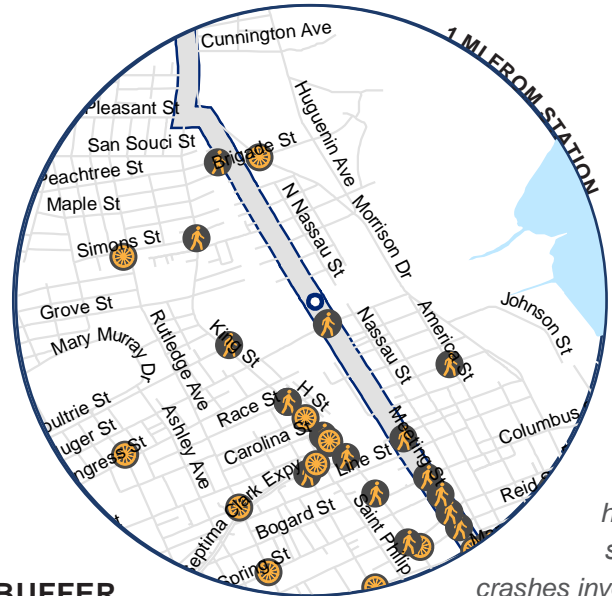 Cunnington Ave
1 MI FROM STATION
Pleasant St
Huguenin Ave
San Souci St
Brigade St
Peachtree St
Maple St
N Nassau St
Morrison Dr
Simons St
Grove St
Johnson St
Mary Murray Dr
Rutledge Ave
King St
Nassau St
America St
H St
Race St
oultrie St
Ashley Ave
Meeting St
Columbus
uger St
Carolina St
ngress St
Line St
Septima Clark Expy
Reid S
Bogard St
Saint Philip
Spring St
BUFFER
crashes inv